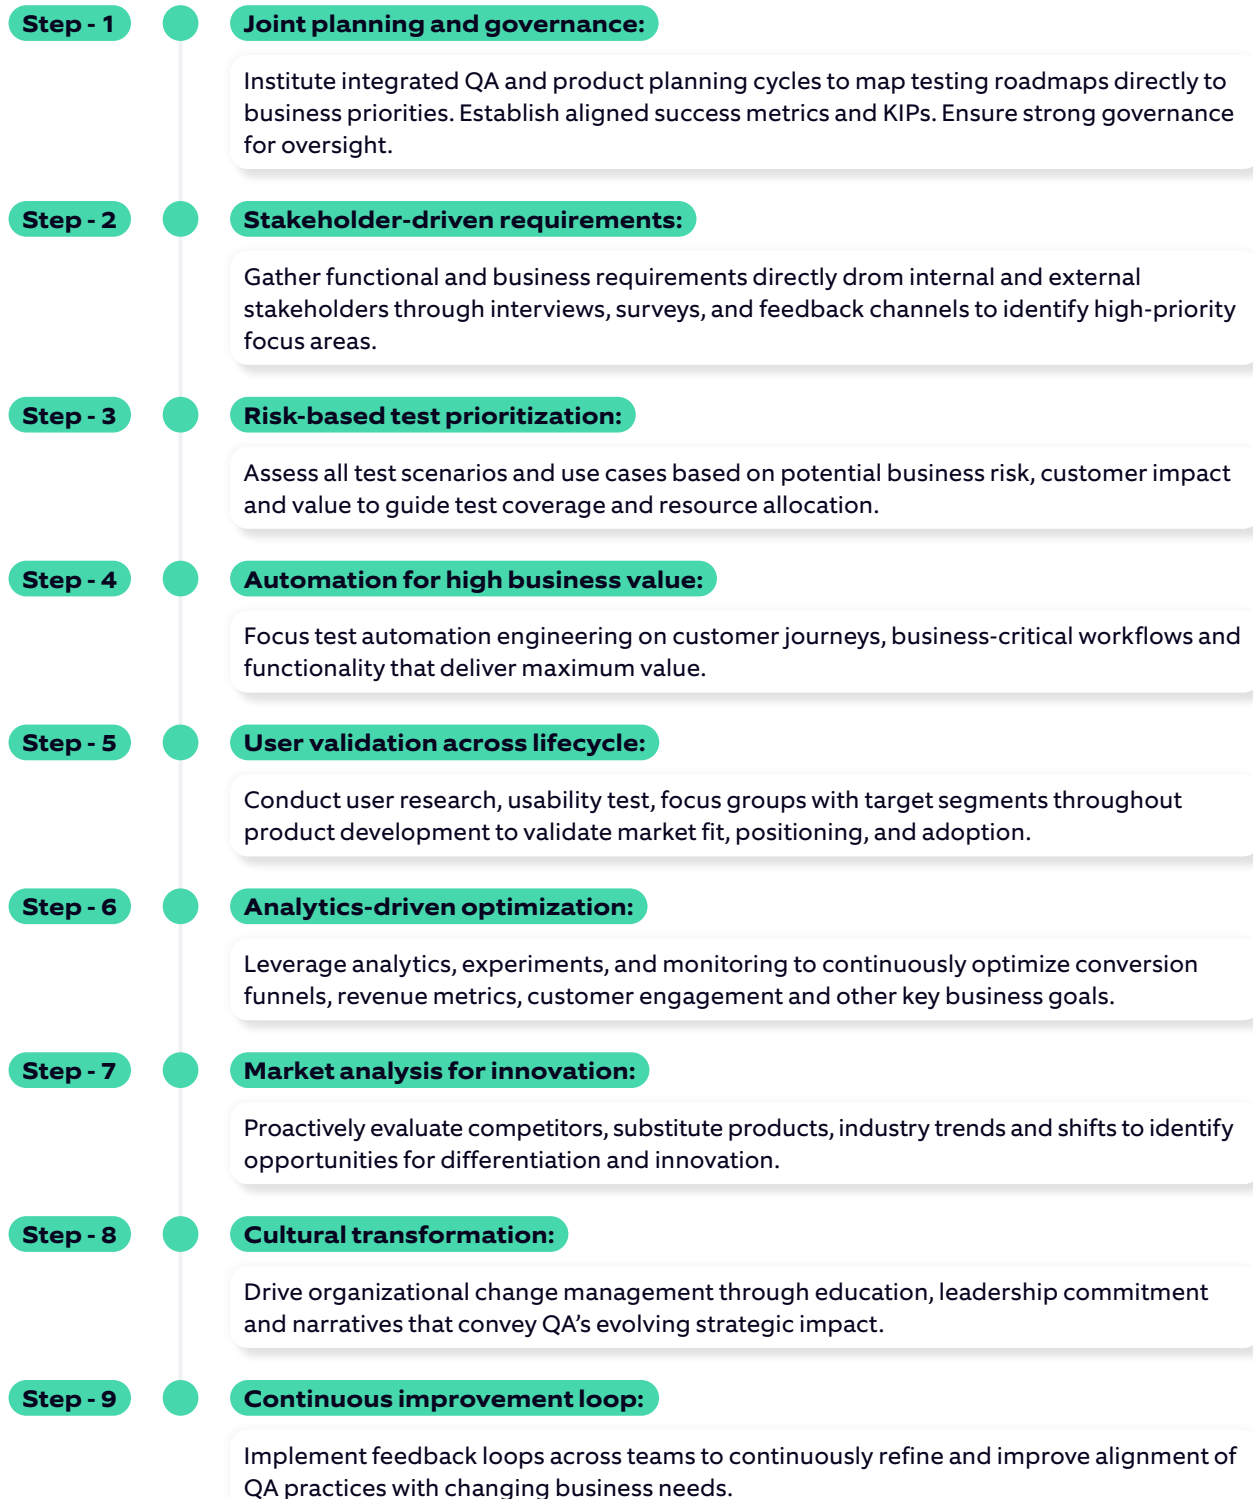 Step - 1
Joint planning and governance:
Institute integrated QA and product planning cycles to map testing roadmaps directly to
business priorities. Establish aligned success metrics and KIPs. Ensure strong governance
for oversight.
Step - 2
Stakeholder-driven requirements:
Gather functional and business requirements directly drom internal and external
stakeholders through interviews, surveys, and feedback channels to identify high-priority
focus areas.
Step - 3
Risk-based test prioritization:
Assess all test scenarios and use cases based on potential business risk, customer impact
and value to guide test coverage and resource allocation.
Step - 4
Automation for high business value:
Focus test automation engineering on customer journeys, business-critical workflows and
functionality that deliver maximum value.
Step - 5
User validation across lifecycle:
Conduct user research, usability test, focus groups with target segments throughout
product development to validate market fit, positioning, and adoption.
Step - 6
Analytics-driven optimization:
Leverage analytics, experiments, and monitoring to continuously optimize conversion
funnels, revenue metrics, customer engagement and other key business goals.
Step - 7
Market analysis for innovation:
Proactively evaluate competitors, substitute products, industry trends and shifts to identify
opportunities for differentiation and innovation.
Step - 8
Cultural transformation:
Drive organizational change management through education, leadership commitment
and narratives that convey QA’s evolving strategic impact.
Step - 9
Continuous improvement loop:
Implement feedback loops across teams to continuously refine and improve alignment of
QA practices with changing business needs.